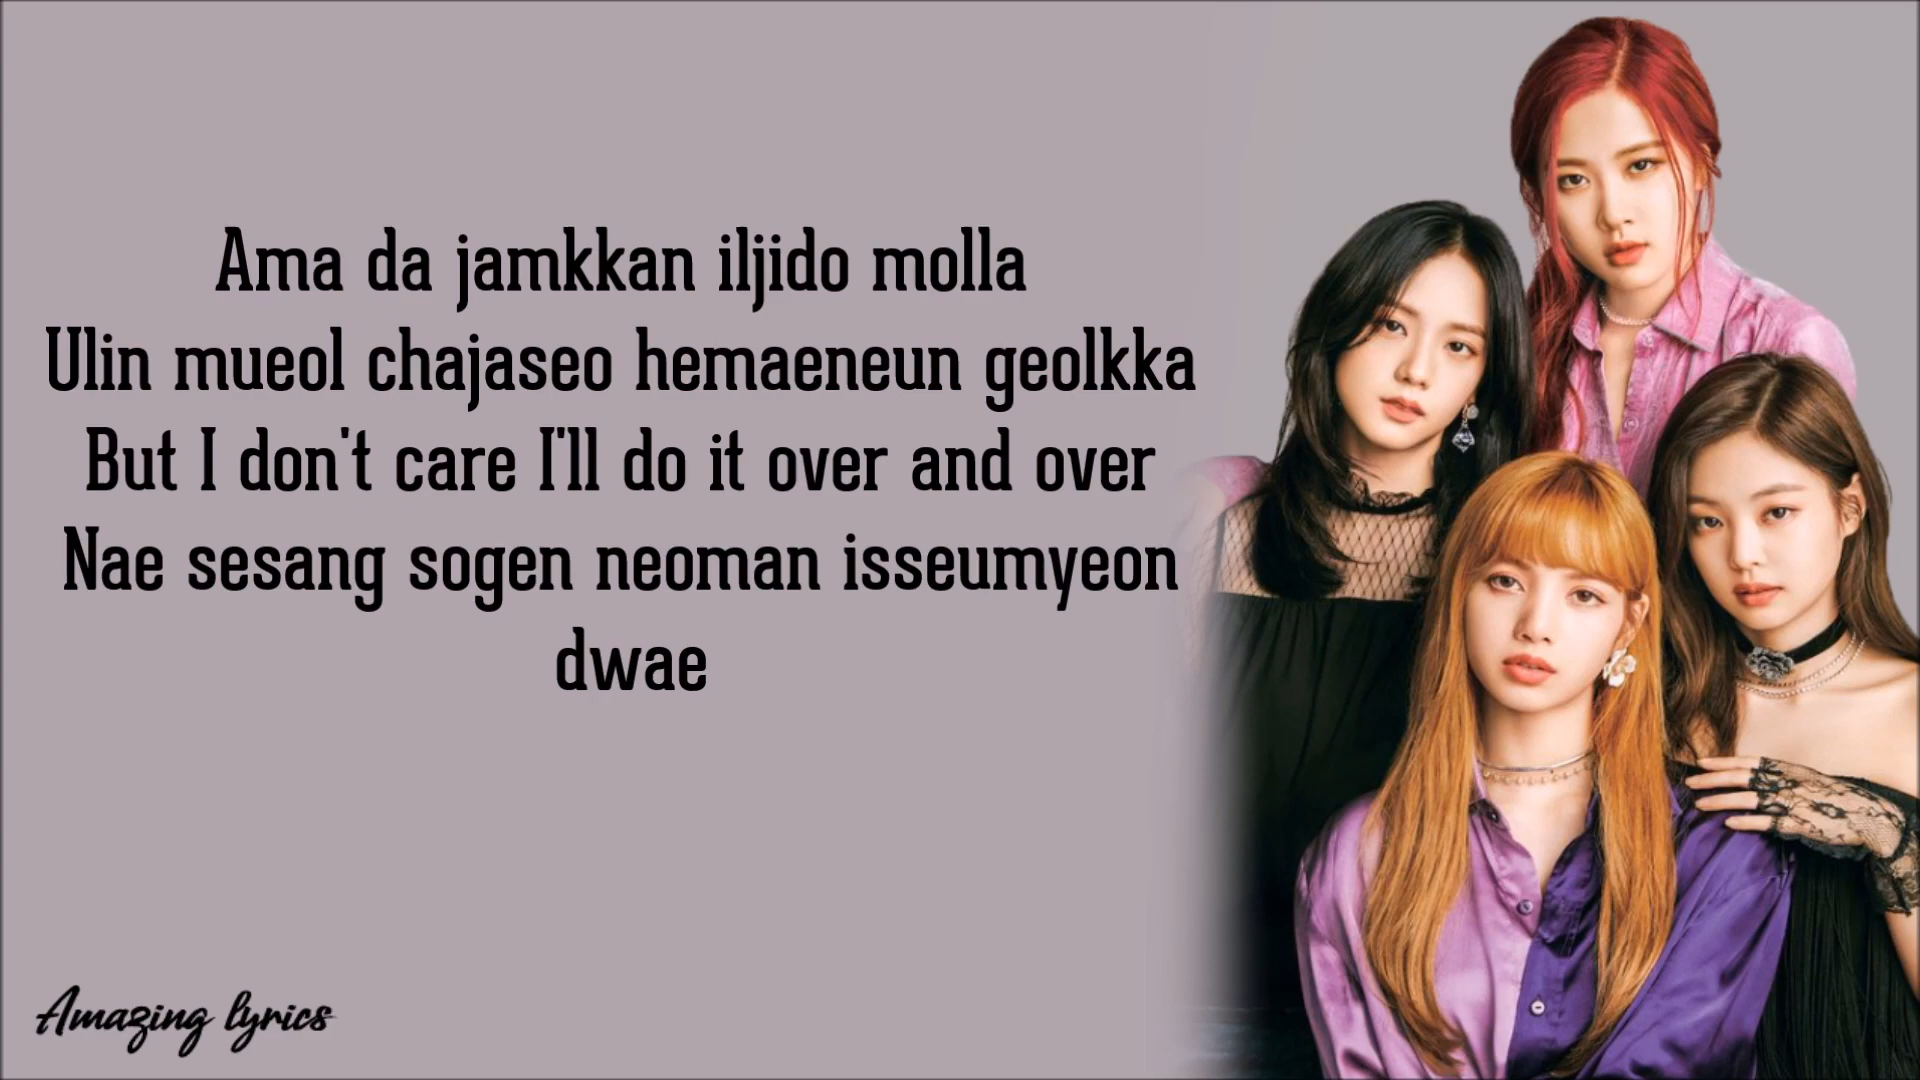 Ama da jamkkan iljido molla
Ulin mueol chajaseo hemaeneun geolkka
But I don't care I'll do it over and over
Nae sesang sogen neoman isseumyeon
dwae
Amazing lyrics